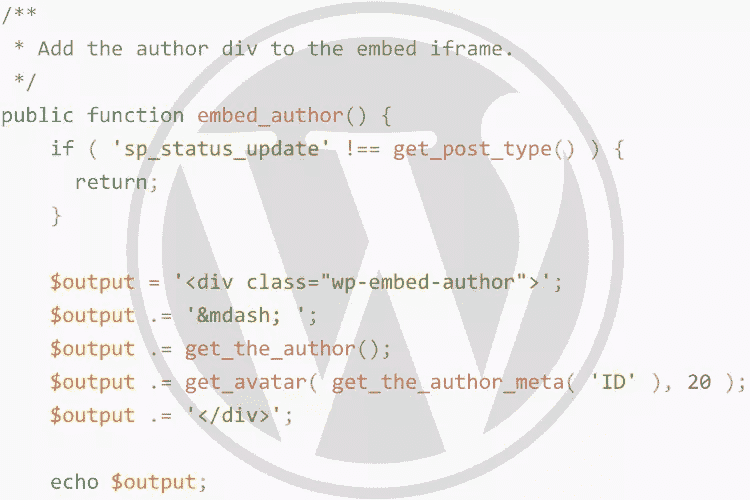 /**
 * Add the author div to the embed iframe.
 */
public function embed_author() {
    if ( 'sp_status_update' !== get_post_type() ) {
      return;
    }

    $output = '<div class="wp-embed-author">';
    $output .= '&mdash; ';
    $output .= get_the_author();
    $output .= get_avatar( get_the_author_meta( 'ID' ), 20 );
    $output .= '</div>';

    echo $output;